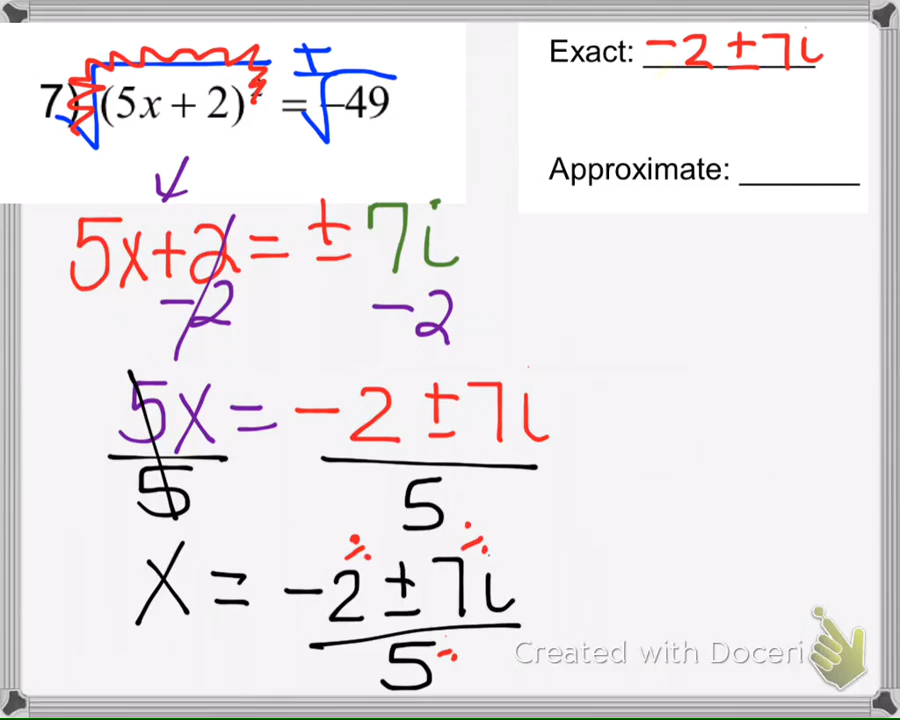 7) √(5x + 2)² = ±√-49
Exact: -2 ± 7i
Approximate: ________
5x+2 = ± 7i
-2 -2
5x = -2 ± 7i
5 5
x = -2 ± 7i
5
Created with Doceri